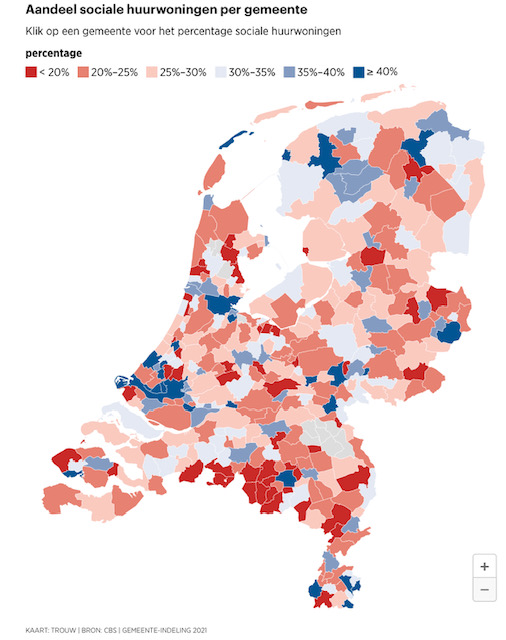 Aandeel sociale huurwoningen per gemeente
Klik op een gemeente voor het percentage sociale huurwoningen
percentage
< 20% 20%–25% 25%–30% 30%–35% 35%–40% ≥ 40%
+
−
KAART: TROUW | BRON: CBS | GEMEENTE-INDELING 2021